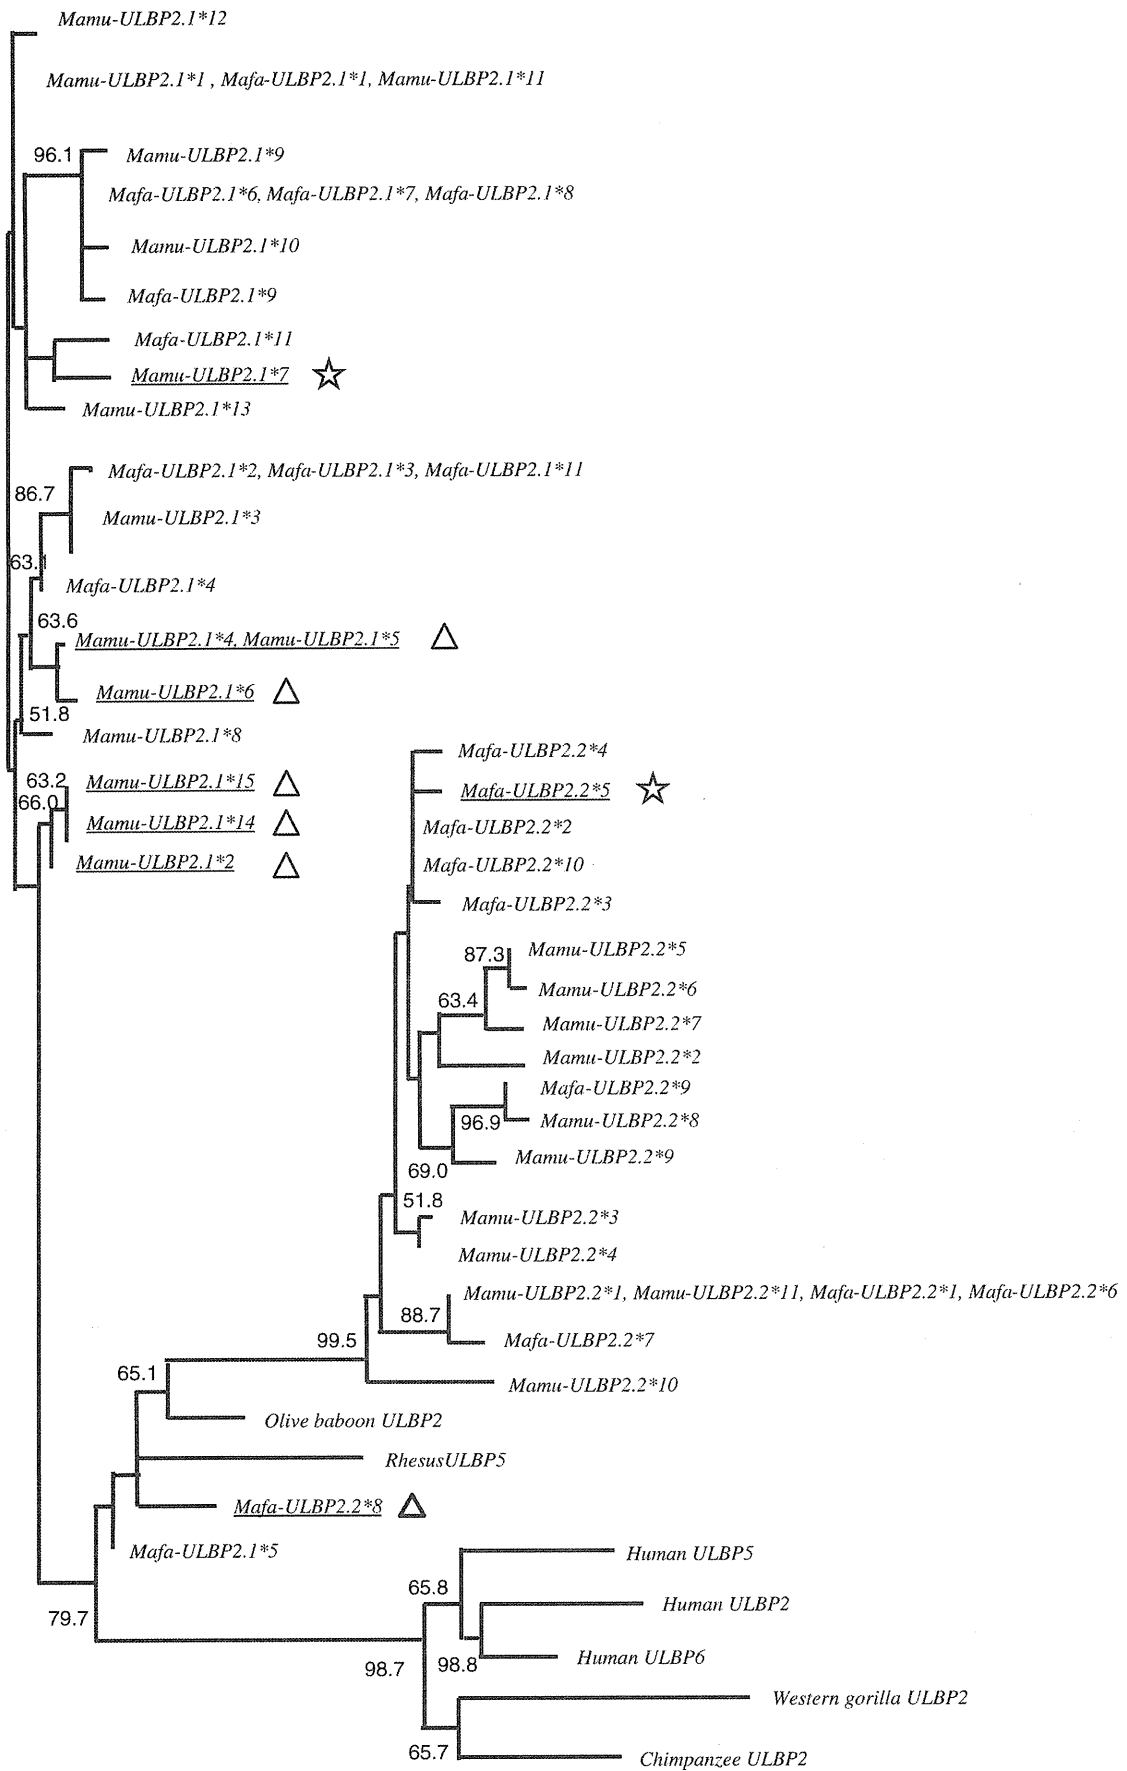 Mamu-ULBP2.1*12
Mamu-ULBP2.1*1 , Mafa-ULBP2.1*1, Mamu-ULBP2.1*11
96.1
Mamu-ULBP2.1*9
Mafa-ULBP2.1*6, Mafa-ULBP2.1*7, Mafa-ULBP2.1*8
Mamu-ULBP2.1*10
Mafa-ULBP2.1*9
Mafa-ULBP2.1*11
Mamu-ULBP2.1*7
Mamu-ULBP2.1*13
Mafa-ULBP2.1*2, Mafa-ULBP2.1*3, Mafa-ULBP2.1*11
86.7
Mamu-ULBP2.1*3
63.1
Mafa-ULBP2.1*4
63.6
Mamu-ULBP2.1*4, Mamu-ULBP2.1*5
Mamu-ULBP2.1*6
51.8
Mamu-ULBP2.1*8
Mafa-ULBP2.2*4
63.2
Mamu-ULBP2.1*15
Mafa-ULBP2.2*5
66.0
Mamu-ULBP2.1*14
Mafa-ULBP2.2*2
Mamu-ULBP2.1*2
Mafa-ULBP2.2*10
Mafa-ULBP2.2*3
87.3
Mamu-ULBP2.2*5
Mamu-ULBP2.2*6
63.4
Mamu-ULBP2.2*7
Mamu-ULBP2.2*2
Mafa-ULBP2.2*9
96.9
Mamu-ULBP2.2*8
Mamu-ULBP2.2*9
69.0
51.8
Mamu-ULBP2.2*3
Mamu-ULBP2.2*4
Mamu-ULBP2.2*1, Mamu-ULBP2.2*11, Mafa-ULBP2.2*1, Mafa-ULBP2.2*6
88.7
Mafa-ULBP2.2*7
99.5
65.1
Mamu-ULBP2.2*10
Olive baboon ULBP2
RhesusULBP5
Mafa-ULBP2.2*8
Mafa-ULBP2.1*5
Human ULBP5
65.8
Human ULBP2
79.7
98.7
98.8
Human ULBP6
Western gorilla ULBP2
65.7
Chimpanzee ULBP2